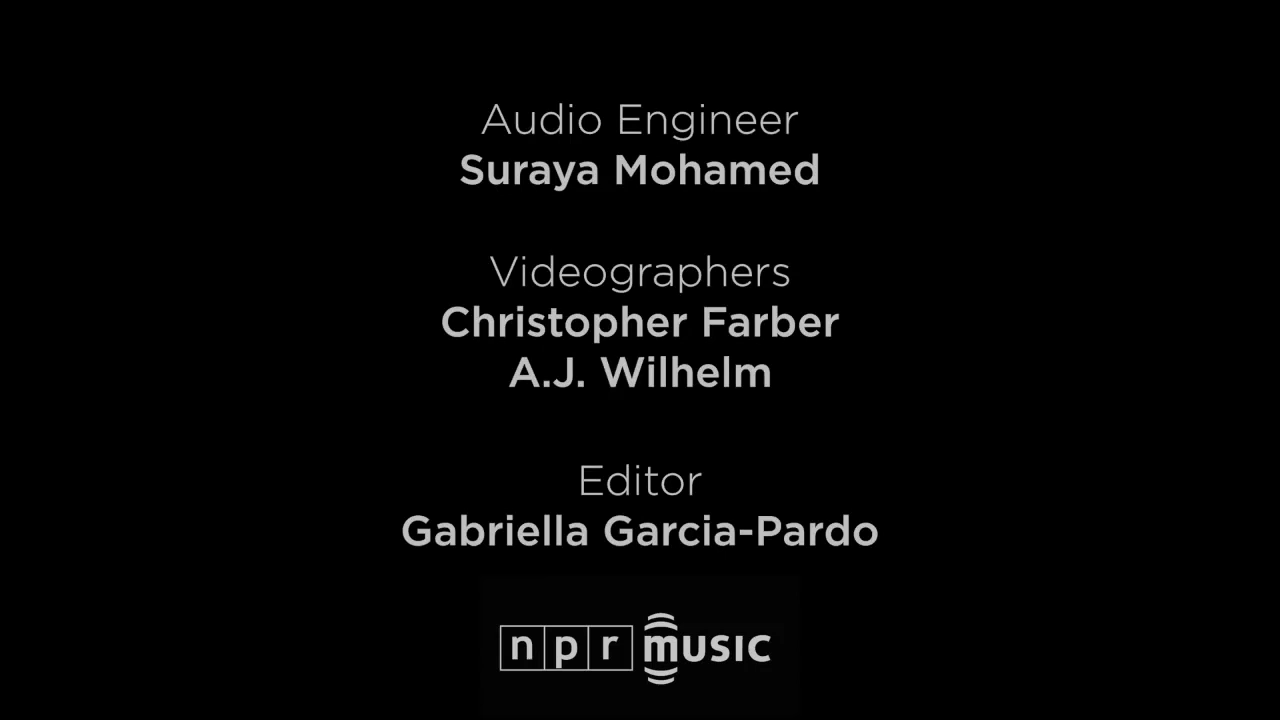 Audio Engineer
Suraya Mohamed
Videographers
Christopher Farber
A.J. Wilhelm
Editor
Gabriella Garcia-Pardo
npr music